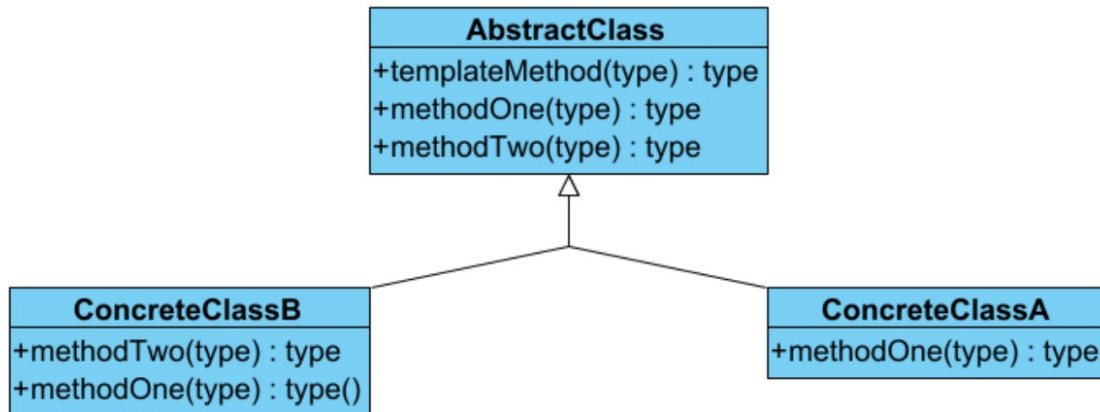 AbstractClass
+templateMethod(type) : type
+methodOne(type) : type
+methodTwo(type) : type
ConcreteClassB
+methodTwo(type) : type
+methodOne(type) : type()
ConcreteClassA
+methodOne(type) : type